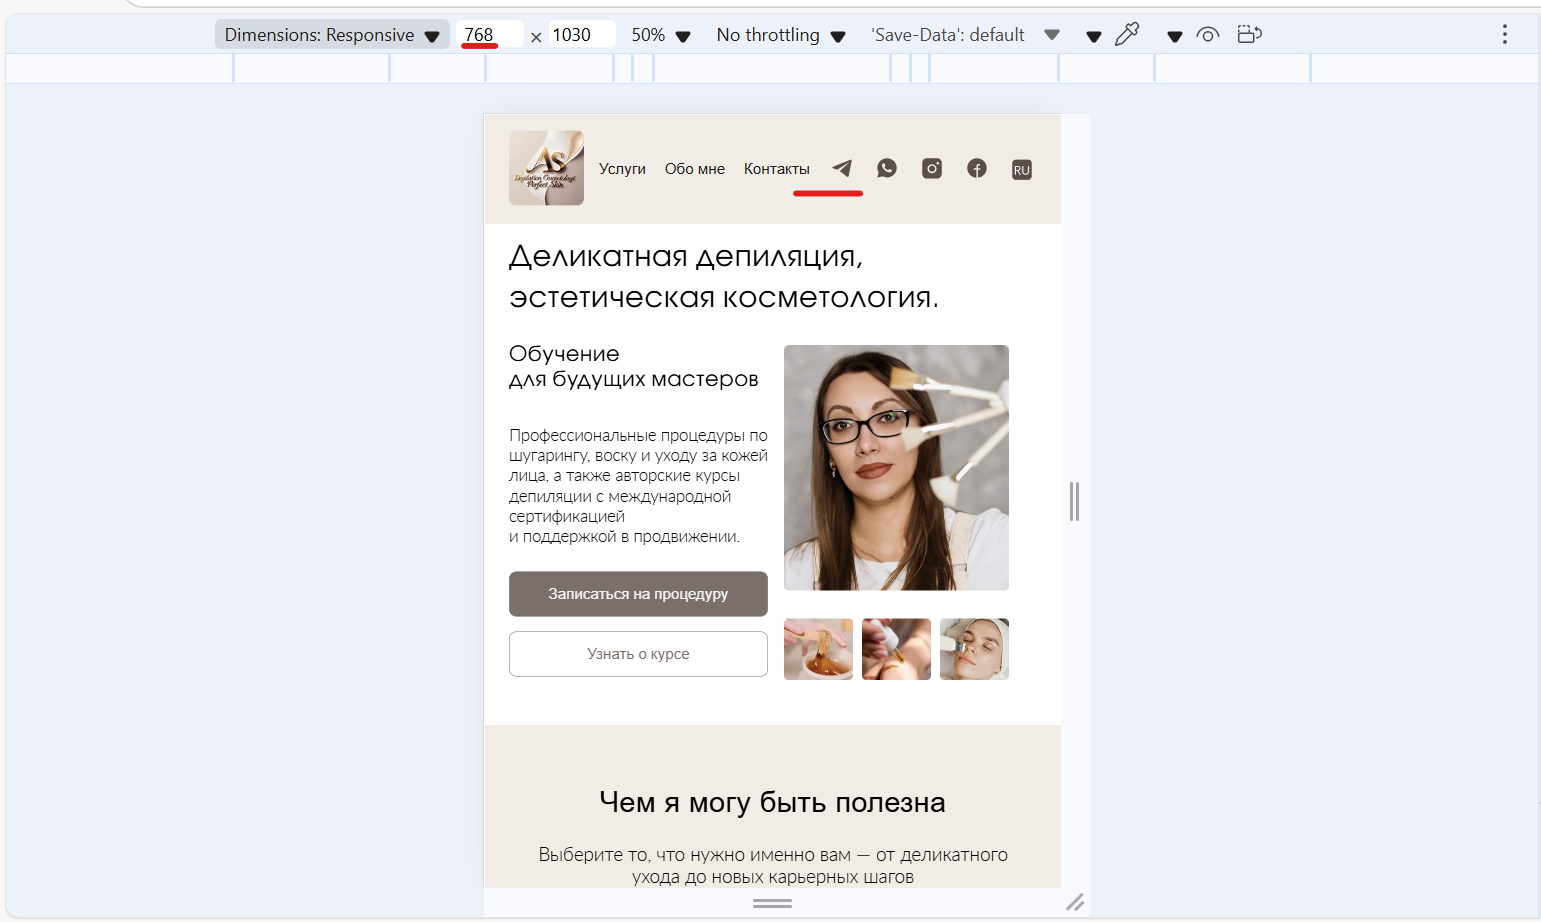 Dimensions: Responsive 768 × 1030 50% No throttling 'Save-Data': default
As
Depilation Cosmetology
Perfect Skin
Услуги Обо мне Контакты RU
Деликатная депиляция,
эстетическая косметология.
Обучение
для будущих мастеров
Профессиональные процедуры по
шугарингу, воску и уходу за кожей
лица, а также авторские курсы
депиляции с международной
сертификацией
и поддержкой в продвижении.
Записаться на процедуру
Узнать о курсе
Чем я могу быть полезна
Выберите то, что нужно именно вам — от деликатного
ухода до новых карьерных шагов